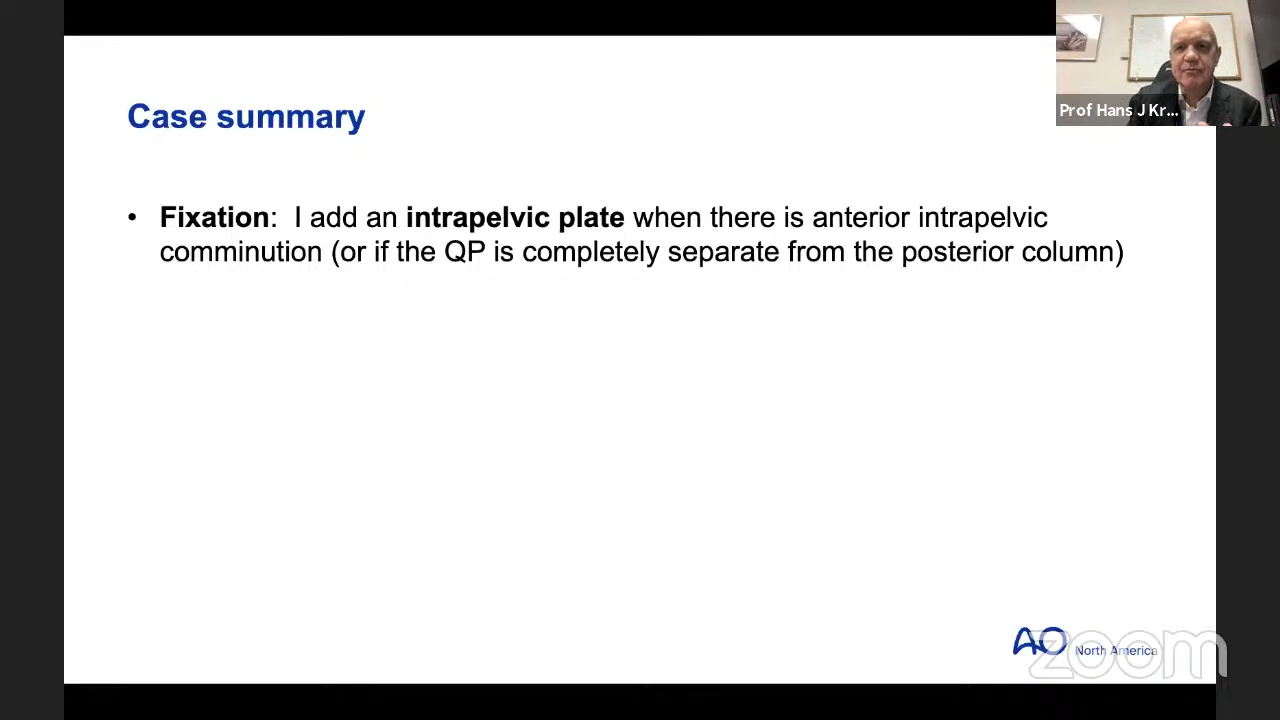 Prof Hans J Kr...
Case summary
• Fixation: I add an intrapelvic plate when there is anterior intrapelvic
comminution (or if the QP is completely separate from the posterior column)
AO North America
zoom